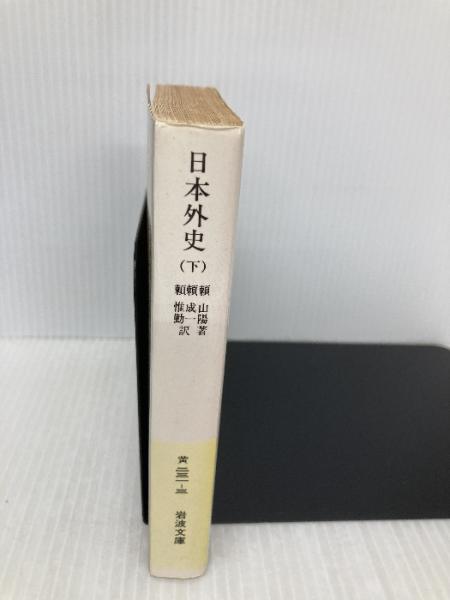 日本外史
(下)
頼山陽著
頼成一
頼惟勤訳
黄二三一-三
岩波文庫